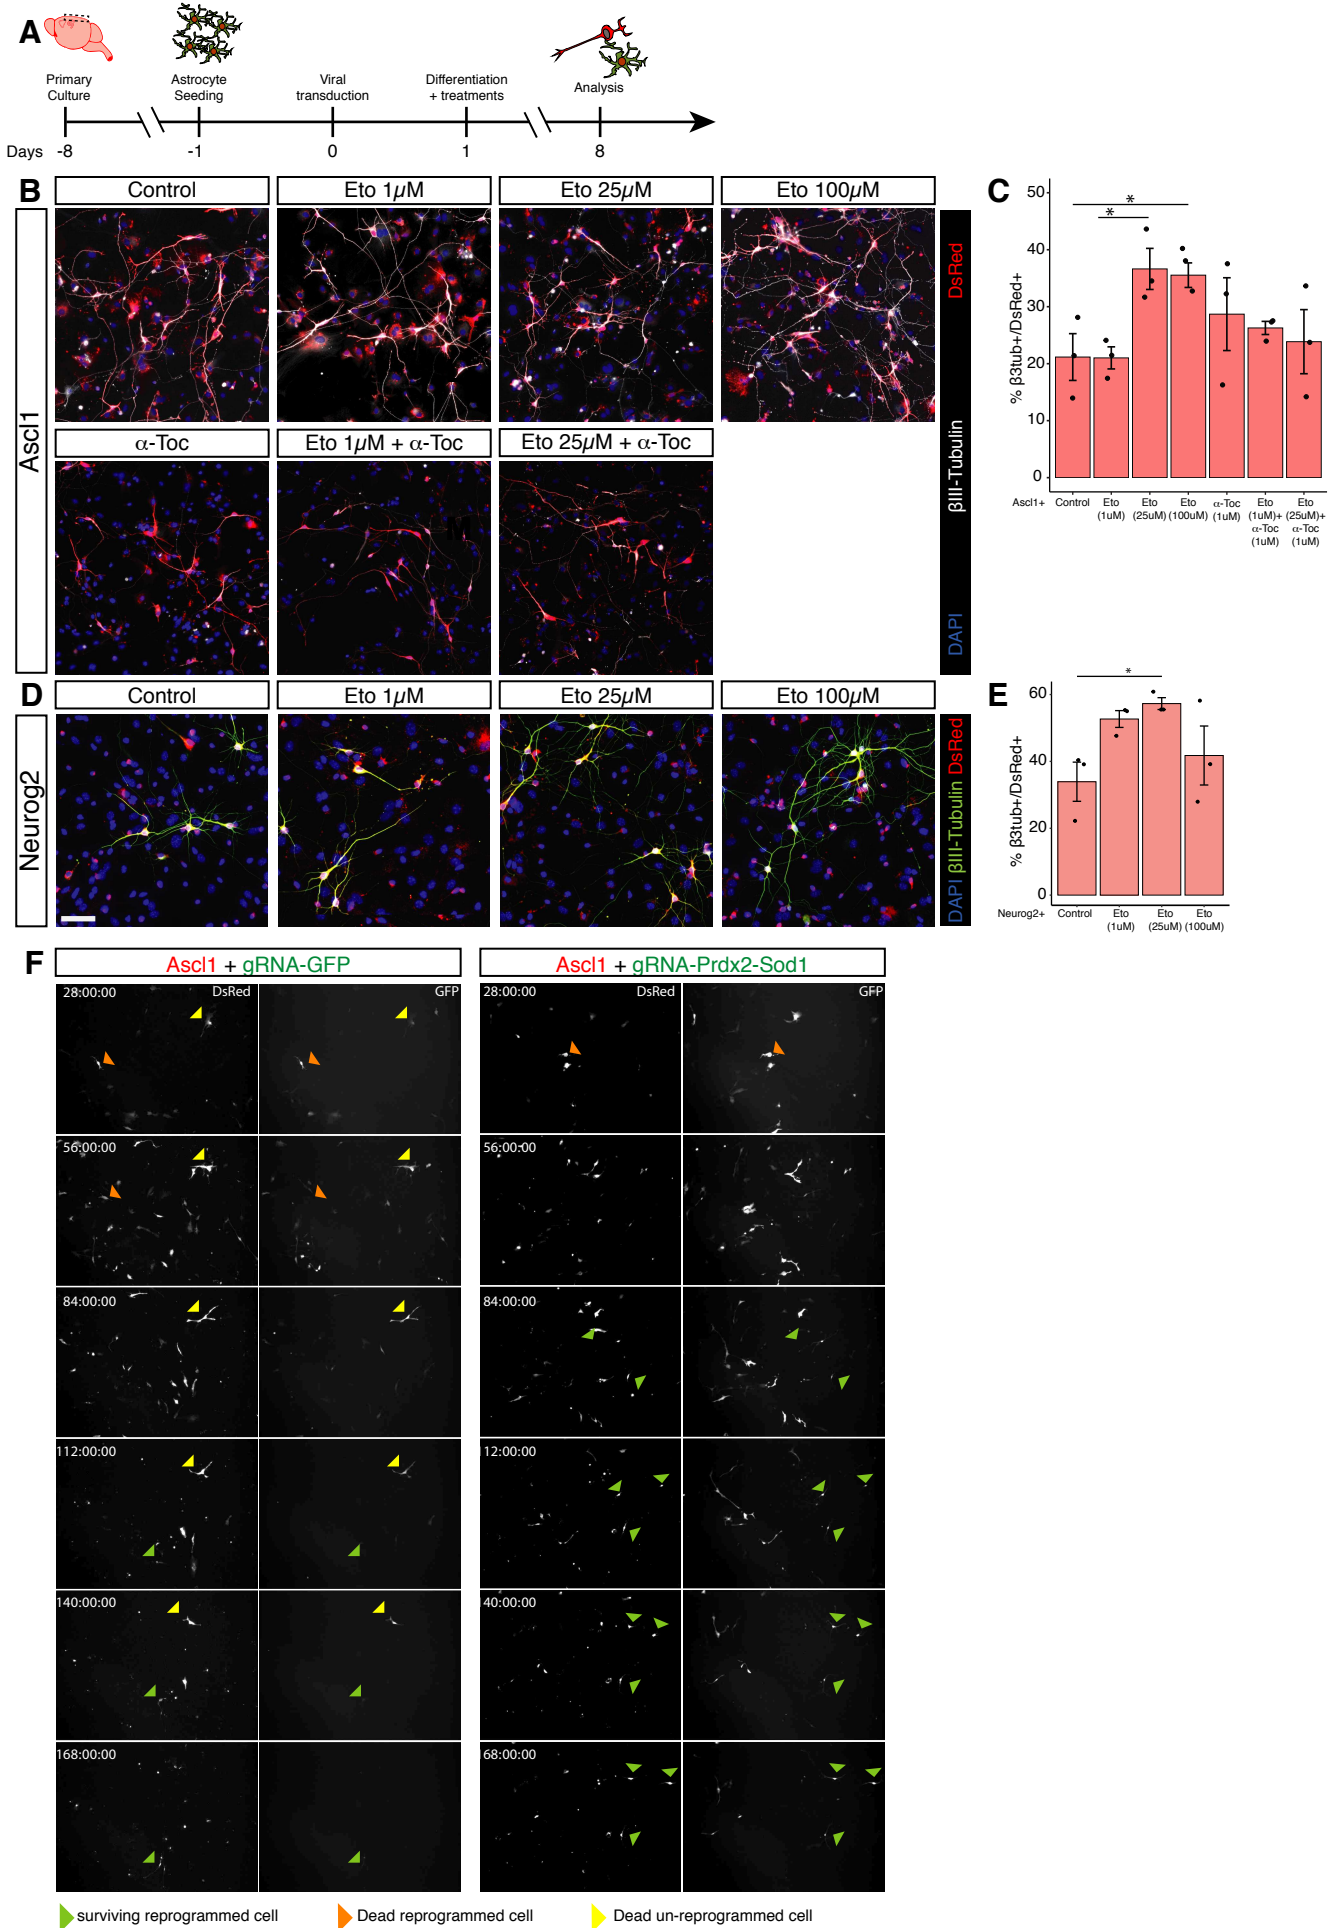 A
Primary
Culture
Astrocyte
Seeding
Viral
transduction
Differentiation
+ treatments
Analysis
Days -8 -1 0 1 8
B
Control
Eto 1µM
Eto 25µM
Eto 100µM
α-Toc
Eto 1µM + α-Toc
Eto 25µM + α-Toc
M
Ascl1
DAPI βIII-Tubulin DsRed
C
% β3tub+/DsRed+
50
40
30
20
10
0
* *
Ascl1+ Control Eto (1uM) Eto (25uM) Eto (100uM) α-Toc (1uM) Eto (1uM)+ α-Toc (1uM) Eto (25uM)+ α-Toc (1uM)
D
Control
Eto 1µM
Eto 25µM
Eto 100µM
Neurog2
DAPI βIII-Tubulin DsRed
E
% β3tub+/DsRed+
60
40
20
0
*
Neurog2+ Control Eto (1uM) Eto (25uM) Eto (100uM)
F
Ascl1 + gRNA-GFP
Ascl1 + gRNA-Prdx2-Sod1
28:00:00 DsRed GFP
28:00:00 DsRed GFP
56:00:00
56:00:00
84:00:00
84:00:00
112:00:00
112:00:00
140:00:00
40:00:00
168:00:00
68:00:00
surviving reprogrammed cell
Dead reprogrammed cell
Dead un-reprogrammed cell